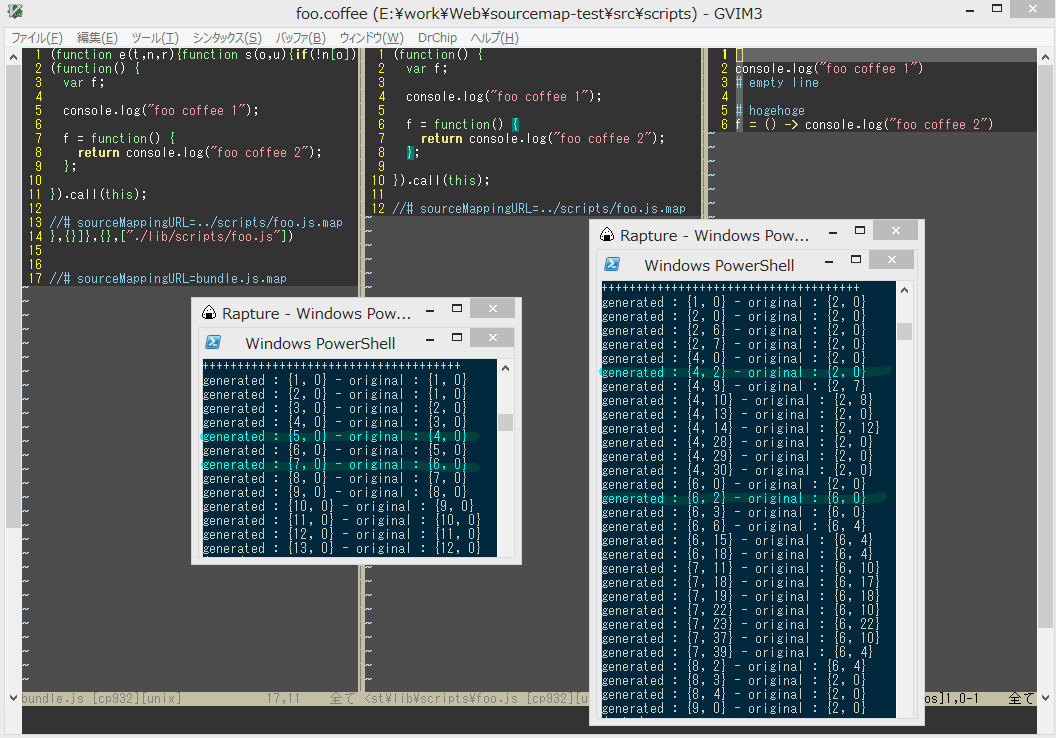 foo.coffee (E:¥work¥Web¥sourcemap-test¥src¥scripts) - GVIM3
ファイル(F) 編集(E) ツール(T) シンタックス(S) バッファ(B) ウィンドウ(W) DrChip ヘルプ(H)
1 (function e(t,n,r){function s(o,u){if(!n[o])
2 (function() {
3 var f;
4
5 console.log("foo coffee 1");
6
7 f = function() {
8 return console.log("foo coffee 2");
9 };
10
11 }).call(this);
12
13 //# sourceMappingURL=../scripts/foo.js.map
14 },{}]},{},["./lib/scripts/foo.js"])
15
16
17 //# sourceMappingURL=bundle.js.map
1 (function() {
2 var f;
3
4 console.log("foo coffee 1");
5
6 f = function() {
7 return console.log("foo coffee 2");
8 };
9
10 }).call(this);
11
12 //# sourceMappingURL=../scripts/foo.js.map
1
2 console.log("foo coffee 1")
3 # empty line
4
5 # hogehoge
6 f = () -> console.log("foo coffee 2")
Rapture - Windows Pow...
Windows PowerShell
+++++++++++++++++++++++++++++++++++++
generated : {1, 0} - original : {1, 0}
generated : {2, 0} - original : {1, 0}
generated : {3, 0} - original : {2, 0}
generated : {4, 0} - original : {3, 0}
generated : {5, 0} - original : {4, 0}
generated : {6, 0} - original : {5, 0}
generated : {7, 0} - original : {6, 0}
generated : {8, 0} - original : {7, 0}
generated : {9, 0} - original : {8, 0}
generated : {10, 0} - original : {9, 0}
generated : {11, 0} - original : {10, 0}
generated : {12, 0} - original : {11, 0}
generated : {13, 0} - original : {12, 0}
Rapture - Windows Pow...
Windows PowerShell
+++++++++++++++++++++++++++++++++++++
generated : {1, 0} - original : {2, 0}
generated : {2, 0} - original : {2, 0}
generated : {2, 6} - original : {2, 0}
generated : {2, 7} - original : {2, 0}
generated : {4, 0} - original : {2, 0}
generated : {4, 2} - original : {2, 0}
generated : {4, 9} - original : {2, 7}
generated : {4, 10} - original : {2, 8}
generated : {4, 13} - original : {2, 0}
generated : {4, 14} - original : {2, 12}
generated : {4, 28} - original : {2, 0}
generated : {4, 29} - original : {2, 0}
generated : {4, 30} - original : {2, 0}
generated : {6, 0} - original : {2, 0}
generated : {6, 2} - original : {6, 0}
generated : {6, 3} - original : {6, 0}
generated : {6, 6} - original : {6, 4}
generated : {6, 15} - original : {6, 4}
generated : {6, 18} - original : {6, 4}
generated : {7, 11} - original : {6, 10}
generated : {7, 18} - original : {6, 17}
generated : {7, 19} - original : {6, 18}
generated : {7, 22} - original : {6, 10}
generated : {7, 23} - original : {6, 22}
generated : {7, 37} - original : {6, 10}
generated : {7, 39} - original : {6, 4}
generated : {8, 2} - original : {6, 4}
generated : {8, 3} - original : {2, 0}
generated : {8, 4} - original : {2, 0}
generated : {9, 0} - original : {2, 0}
bundle.js [cp932][unix] 17,11 全て <st¥lib¥scripts¥foo.js [cp932][u
os]1,0-1 全て